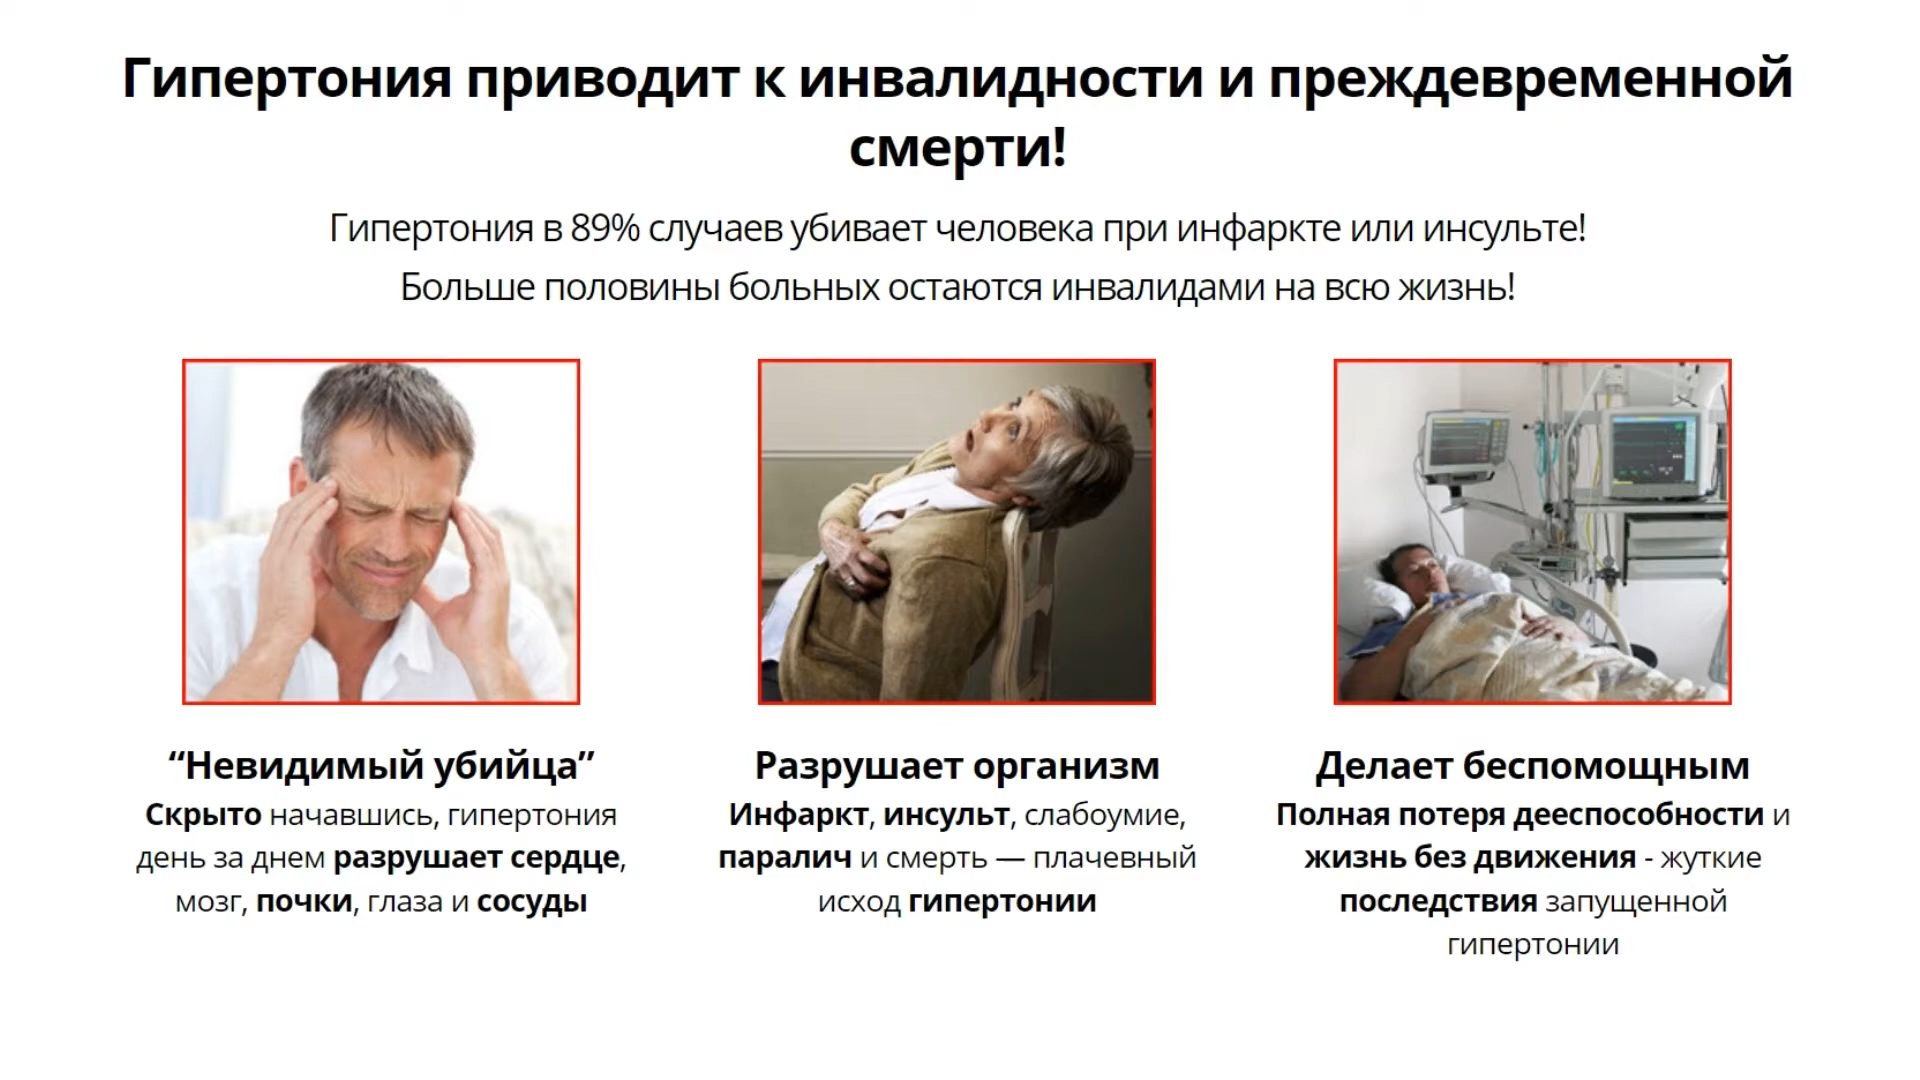 Гипертония приводит к инвалидности и преждевременной
смерти!
Гипертония в 89% случаев убивает человека при инфаркте или инсульте!
Больше половины больных остаются инвалидами на всю жизнь!
“Невидимый убийца”
Скрыто начавшись, гипертония
день за днем разрушает сердце,
мозг, почки, глаза и сосуды
Разрушает организм
Инфаркт, инсульт, слабоумие,
паралич и смерть — плачевный
исход гипертонии
Делает беспомощным
Полная потеря дееспособности и
жизнь без движения - жуткие
последствия запущенной
гипертонии